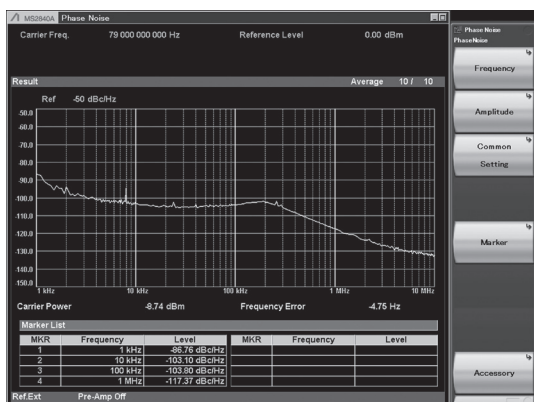 MS2840A Phase Noise
Carrier Freq. 79 000 000 000 Hz Reference Level 0.00 dBm
Result Average 10 / 10
Ref -50 dBc/Hz
-50.0
-60.0
-70.0
-80.0
-90.0
-100.0
-110.0
-120.0
-130.0
-140.0
-150.0
1 kHz 10 kHz 100 kHz 1 MHz 10 MHz
Carrier Power -8.74 dBm Frequency Error -4.75 Hz
Marker List
MKR Frequency Level MKR Frequency Level
1 1 kHz -86.76 dBc/Hz
2 10 kHz -103.10 dBc/Hz
3 100 kHz -103.80 dBc/Hz
4 1 MHz -117.37 dBc/Hz
Ref.Ext Pre-Amp Off
Phase Noise
PhaseNoise
Frequency
Amplitude
Common
Setting
Marker
Accessory